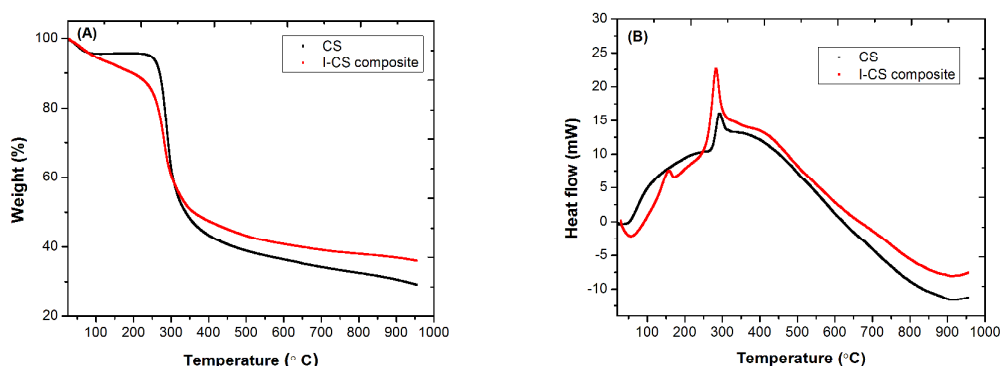 (A)
CS
I-CS composite
Weight (%)
100
80
60
40
20
100 200 300 400 500 600 700 800 900 1000
Temperature (° C)
(B)
CS
I-CS composite
Heat flow (mW)
30
25
20
15
10
5
0
-5
-10
100 200 300 400 500 600 700 800 900 1000
Temperature (°C)